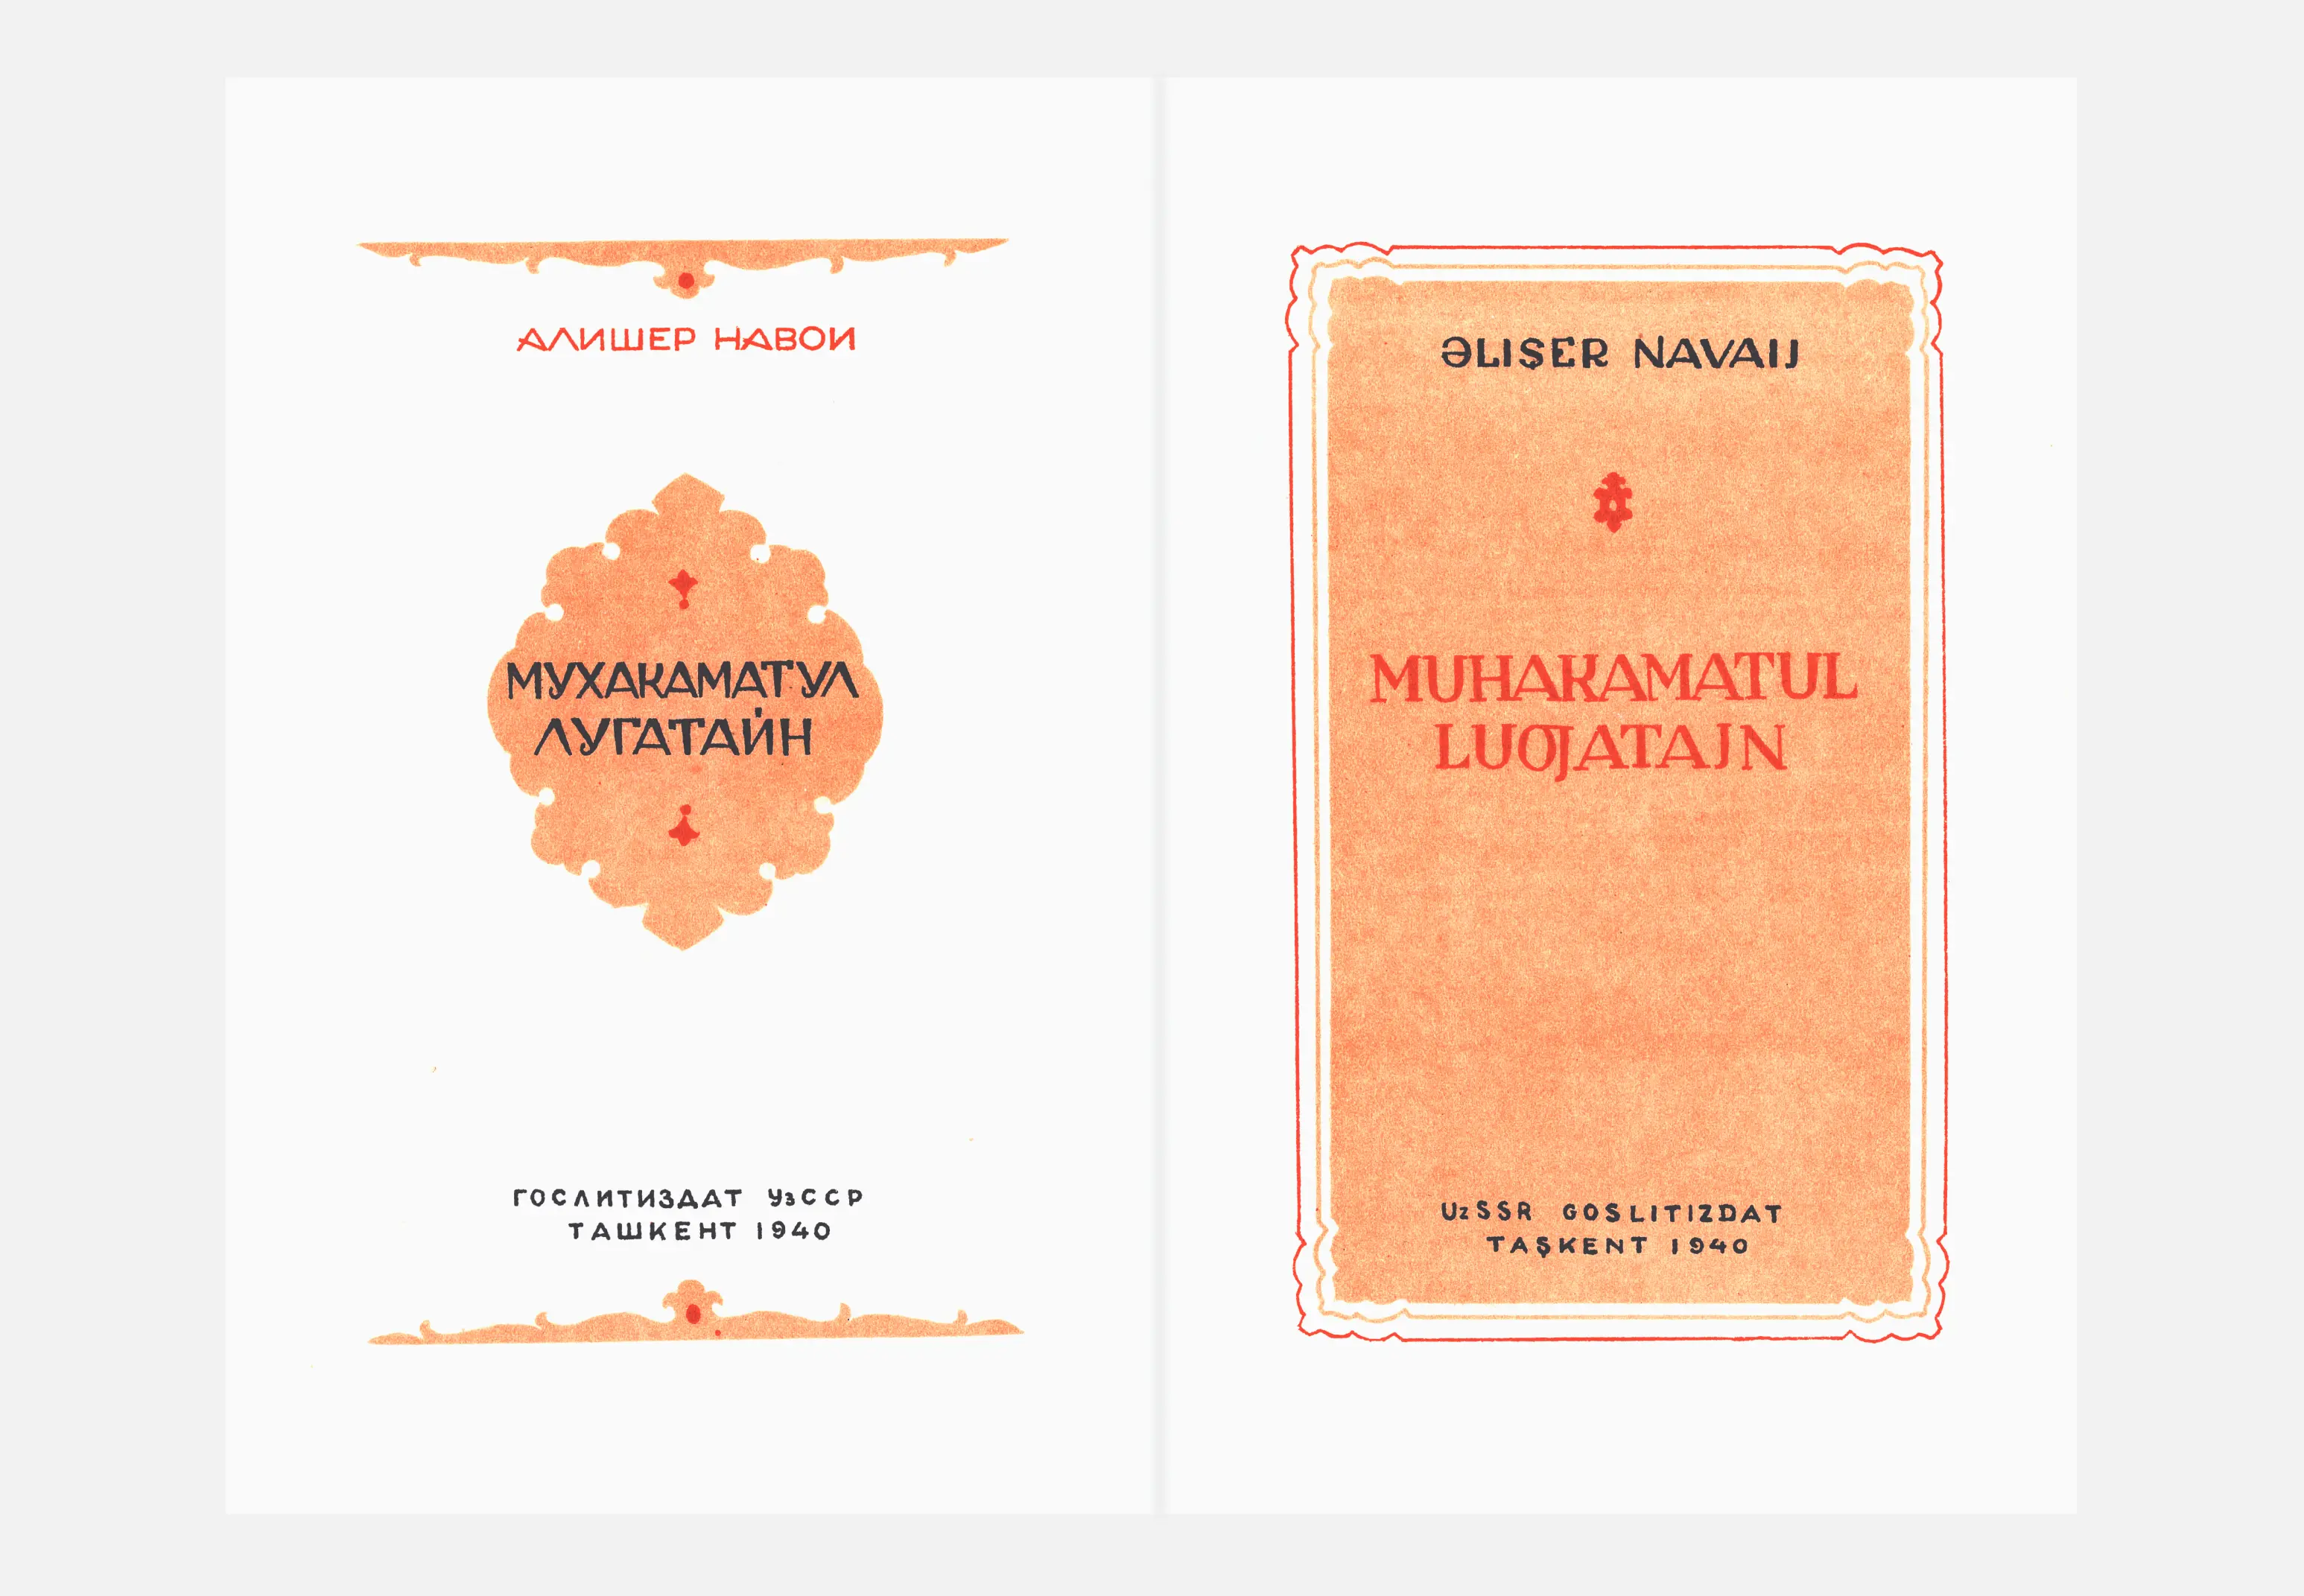 АЛИШЕР НАВОИ
МУХАКАМАТУЛ
ЛУГАТАЙН
ГОСЛИТИЗДАТ УзССР
ТАШКЕНТ 1940
ƏLIŞER NAVAIJ
MUHAKAMATUL
LUƢATAJN
UzSSR GOSLITIZDAT
TAŞKENT 1940